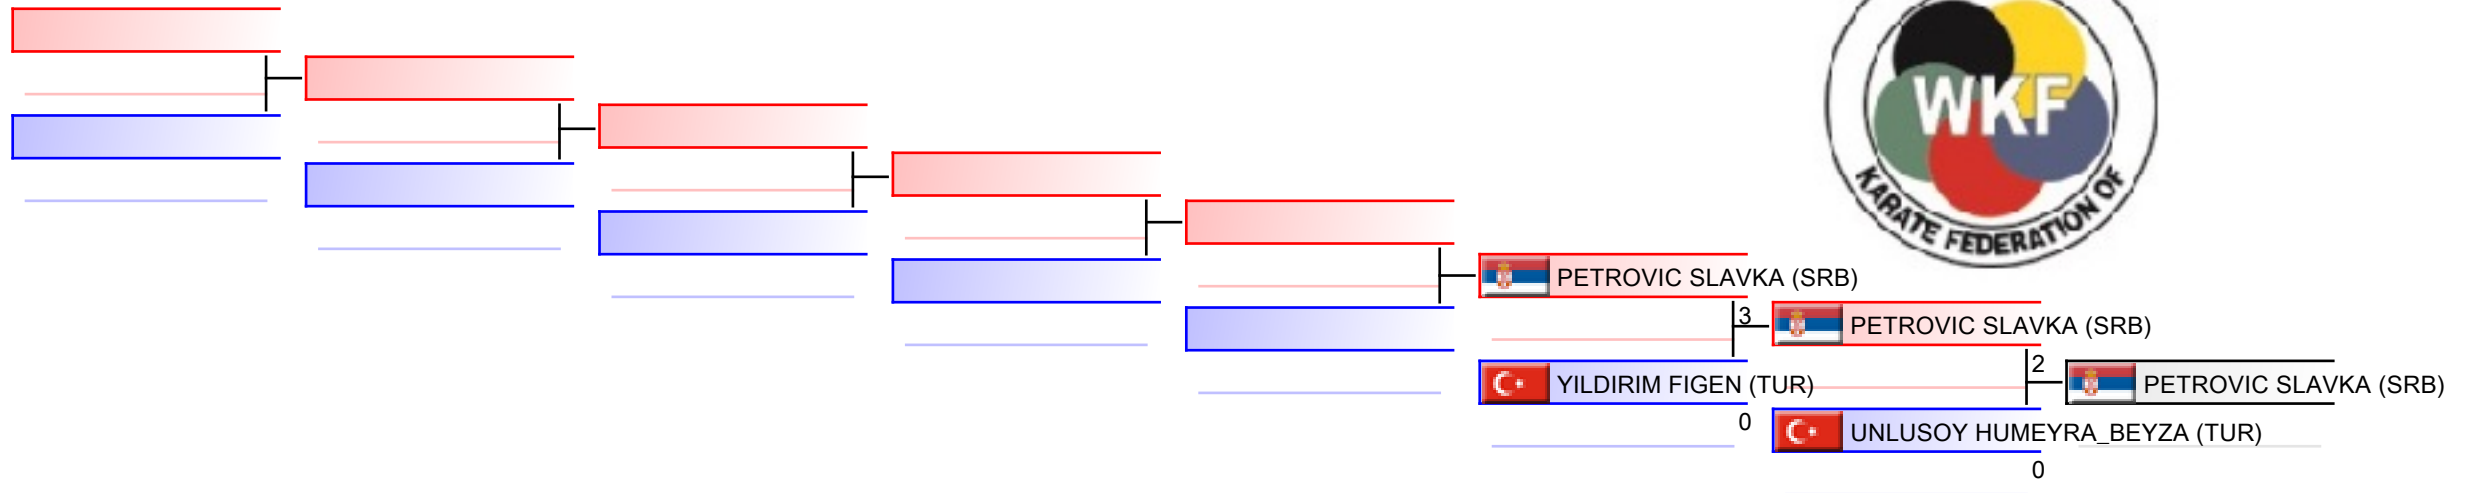 WKF
KARATE FEDERATION OF
PETROVIC SLAVKA (SRB)
3
PETROVIC SLAVKA (SRB)
2
YILDIRIM FIGEN (TUR)
PETROVIC SLAVKA (SRB)
0
UNLUSOY HUMEYRA_BEYZA (TUR)
0